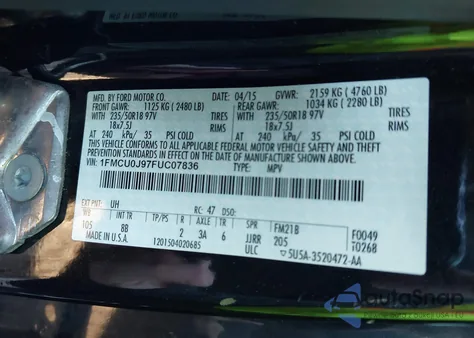 MFD. BY FORD MOTOR CO.
04/15 GVWR: 2159 KG ( 4760 LB)
FRONT GAWR: 1125 KG ( 2480 LB) REAR GAWR: 1034 KG ( 2280 LB)
WITH 235/50R18 97V TIRES WITH 235/50R18 97V TIRES
18x7.5J RIMS 18x7.5J RIMS
AT 240 kPa/ 35 PSI COLD AT 240 kPa/ 35 PSI COLD
THIS VEHICLE CONFORMS TO ALL APPLICABLE FEDERAL MOTOR VEHICLE SAFETY AND THEFT
PREVENTION STANDARDS IN EFFECT ON THE DATE OF MANUFACTURE SHOWN ABOVE.
1FMCU0J97FUC07836 TYPE: MPV
EXT PNT: UH RC: 47 DSO:
WB INT TR TP/PS R AXLE TR SPR FM21B F0049
105 8B 2 3A 6 JJRR 205 T0268
MADE IN U.S.A. 1201504020685 ULC 5U5A-3520472-AA
AutoSnap